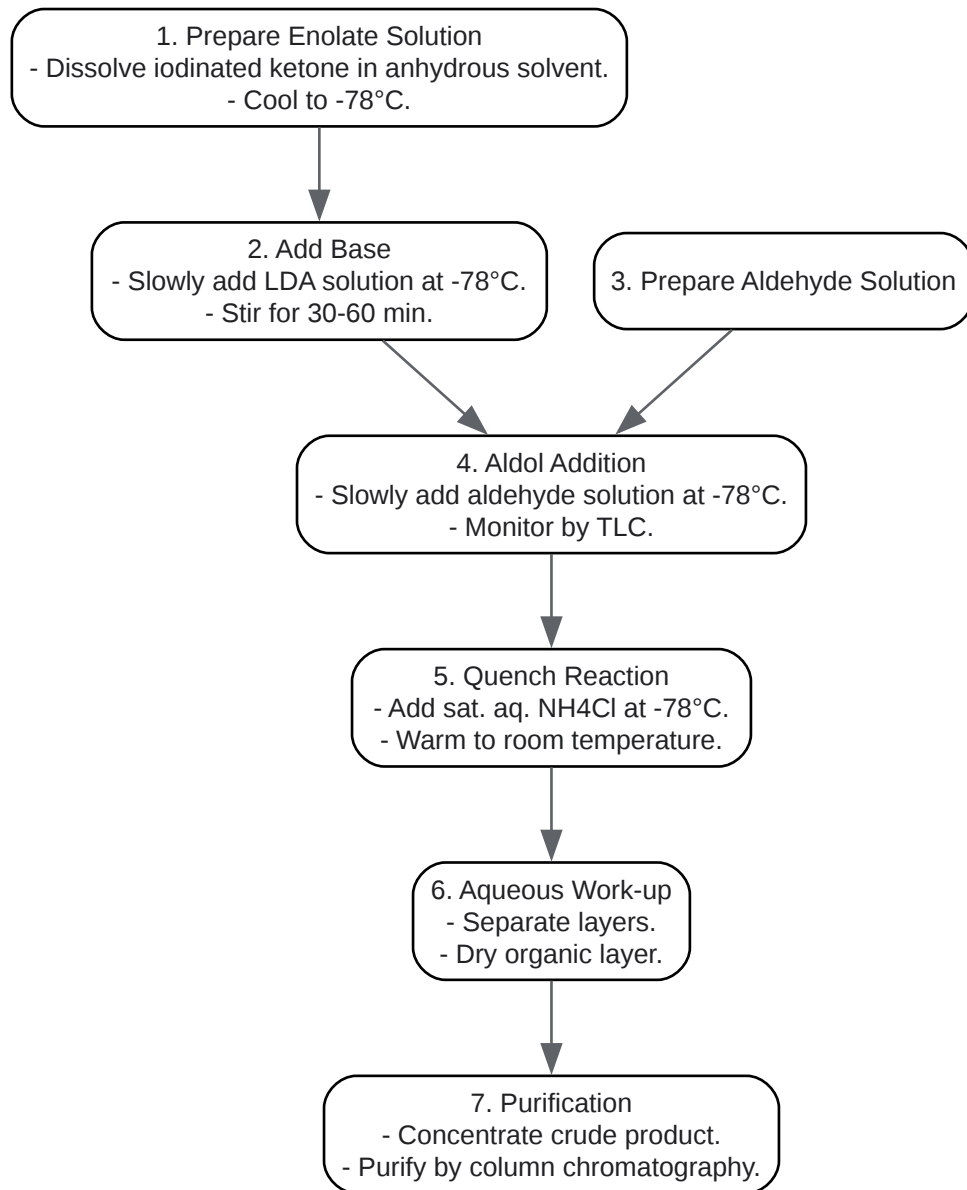 1. Prepare Enolate Solution
- Dissolve iodinated ketone in anhydrous solvent.
- Cool to -78°C.
2. Add Base
- Slowly add LDA solution at -78°C.
- Stir for 30-60 min.
3. Prepare Aldehyde Solution
4. Aldol Addition
- Slowly add aldehyde solution at -78°C.
- Monitor by TLC.
5. Quench Reaction
- Add sat. aq. NH4Cl at -78°C.
- Warm to room temperature.
6. Aqueous Work-up
- Separate layers.
- Dry organic layer.
7. Purification
- Concentrate crude product.
- Purify by column chromatography.